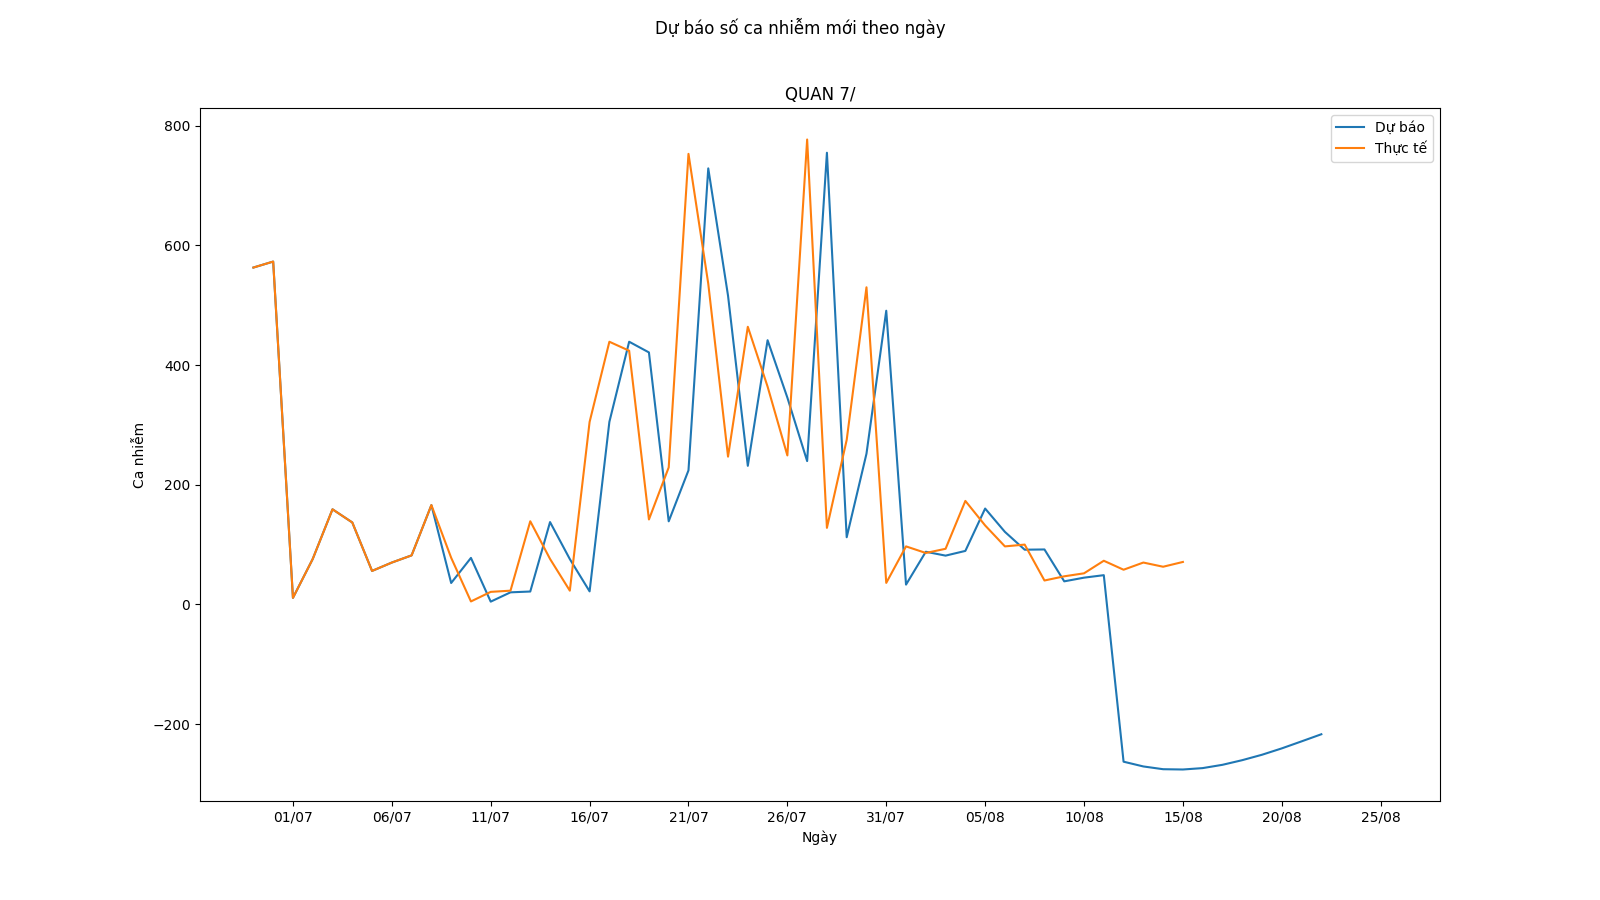 Dự báo số ca nhiễm mới theo ngày
QUAN 7/
800
600
400
200
0
−200
Ca nhiễm
Dự báo
Thực tế
01/07 06/07 11/07 16/07 21/07 26/07 31/07 05/08 10/08 15/08 20/08 25/08
Ngày